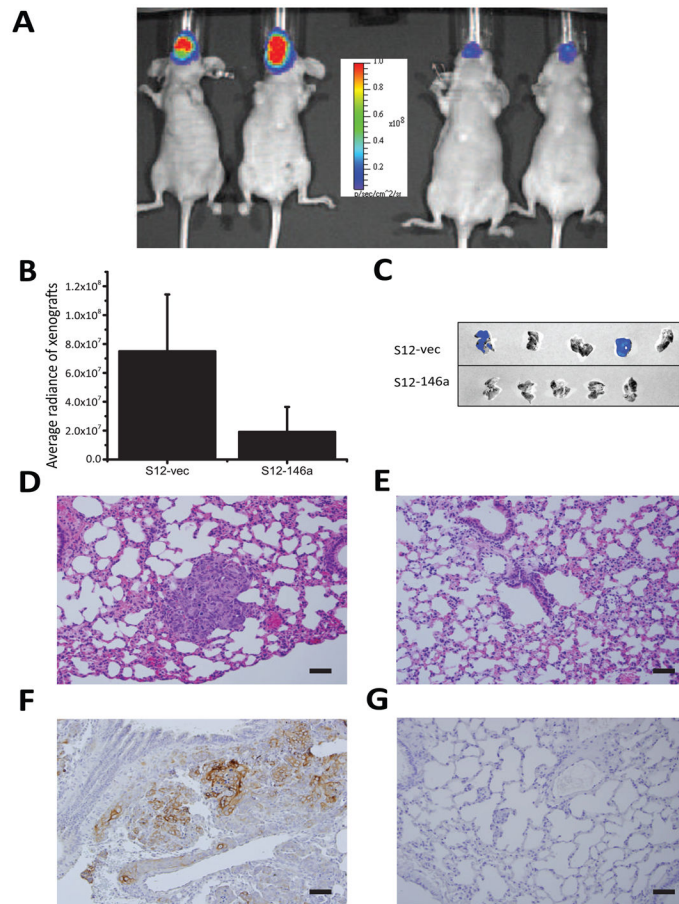 A
1.0
0.8
x10^8
0.6
0.4
0.2
p/sec/cm^2/sr
B
C
Average radiance of xenografts
1.2x10⁸
1.0x10⁸
8.0x10⁷
6.0x10⁷
4.0x10⁷
2.0x10⁷
0.0
S12-vec
S12-146a
S12-vec
S12-146a
D
E
F
G